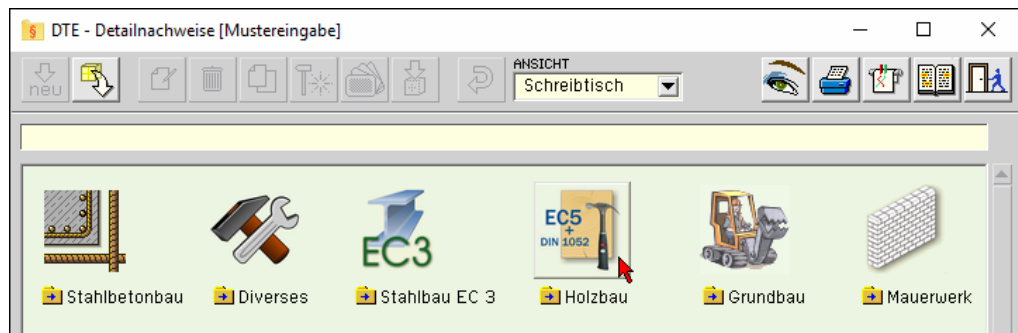 § DTE - Detailnachweise [Mustereingabe]
neu
ANSICHT
Schreibtisch
EC3
EC5
+
DIN 1052
Stahlbetonbau Diverses Stahlbau EC 3 Holzbau Grundbau Mauerwerk